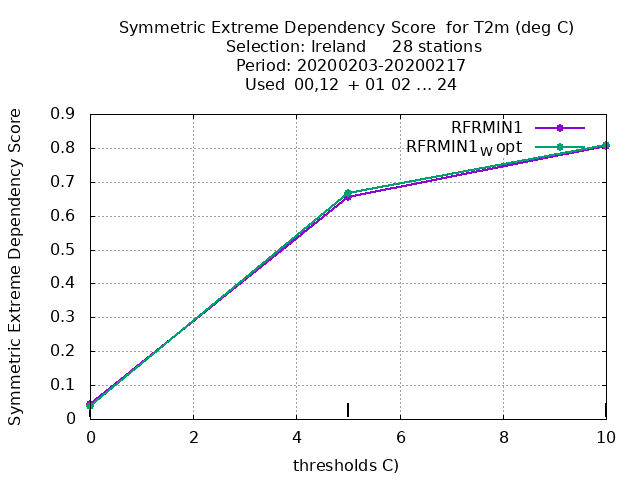 Symmetric Extreme Dependency Score for T2m (deg C)
Selection: Ireland 28 stations
Period: 20200203-20200217
Used 00,12 + 01 02 ... 24
Symmetric Extreme Dependency Score
0.9
0.8
0.7
0.6
0.5
0.4
0.3
0.2
0.1
0
RFRMIN1
RFRMIN1W opt
0 2 4 6 8 10
thresholds C)